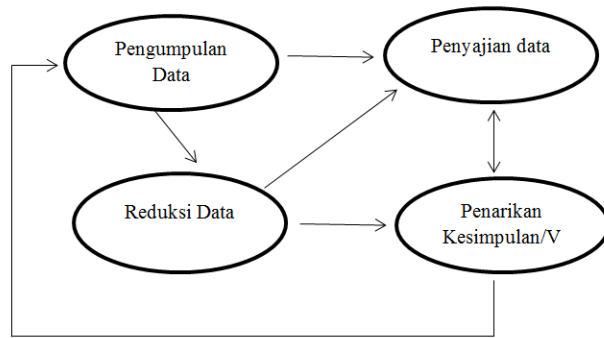 Pengumpulan
Data
Penyajian data
Reduksi Data
Penarikan
Kesimpulan/V